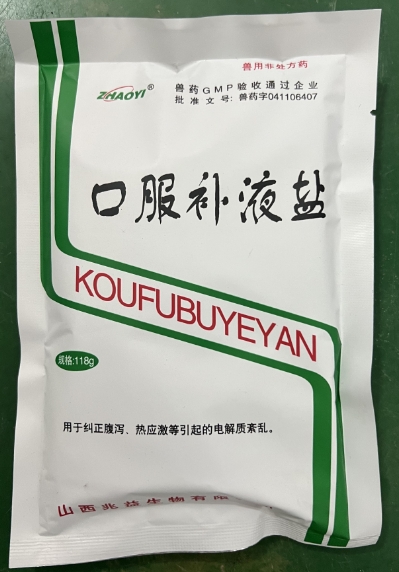 兽用非处方药
ZHAOYI®
兽药GMP验收通过企业
批准文号:兽药字041106407
口服补液盐
KOUFUBUYEYAN
规格:118g
用于纠正腹泻、热应激等引起的电解质紊乱。
山西兆益生物有限